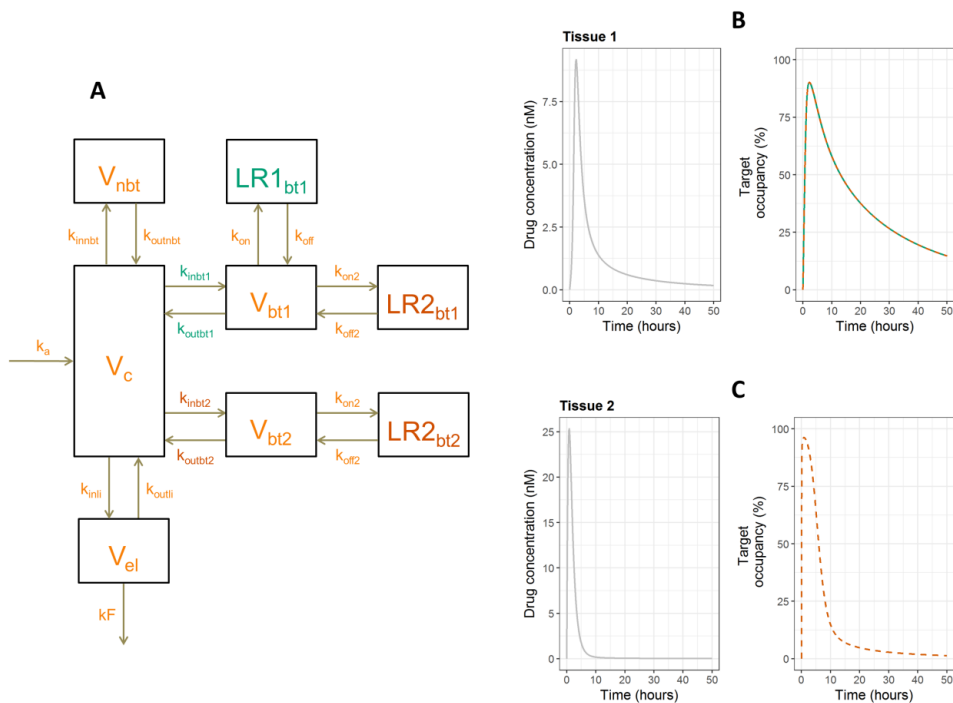 A
V_nbt
LR1_bt1
k_innbt
k_outnbt
k_on
k_off
k_inbt1
k_on2
V_bt1
LR2_bt1
k_outbt1
k_off2
k_a
V_c
k_inbt2
k_on2
V_bt2
LR2_bt2
k_outbt2
k_off2
k_inli
k_outli
V_el
kF
B
Tissue 1
Drug concentration (nM)
7.5
5.0
2.5
0.0
0 10 20 30 40 50
Time (hours)
Target
occupancy (%)
100
75
50
25
0
0 10 20 30 40 50
Time (hours)
C
Tissue 2
Drug concentration (nM)
25
20
15
10
5
0
0 10 20 30 40 50
Time (hours)
Target
occupancy (%)
100
75
50
25
0
0 10 20 30 40 50
Time (hours)